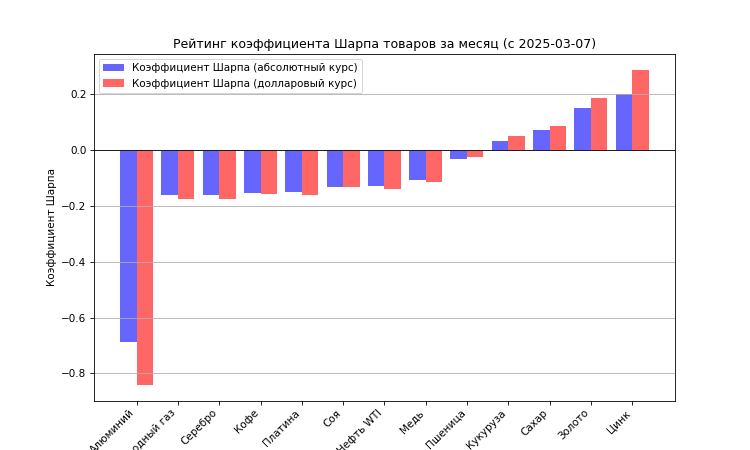 Рейтинг коэффициента Шарпа товаров за месяц (с 2025-03-07)
Коэффициент Шарпа (абсолютный курс)
Коэффициент Шарпа (долларовый курс)
Коэффициент Шарпа
0.2
0.0
−0.2
−0.4
−0.6
−0.8
Алюминий
одный газ
Серебро
Кофе
Платина
Соя
Нефть WTI
Медь
Пшеница
Кукуруза
Сахар
Золото
Цинк